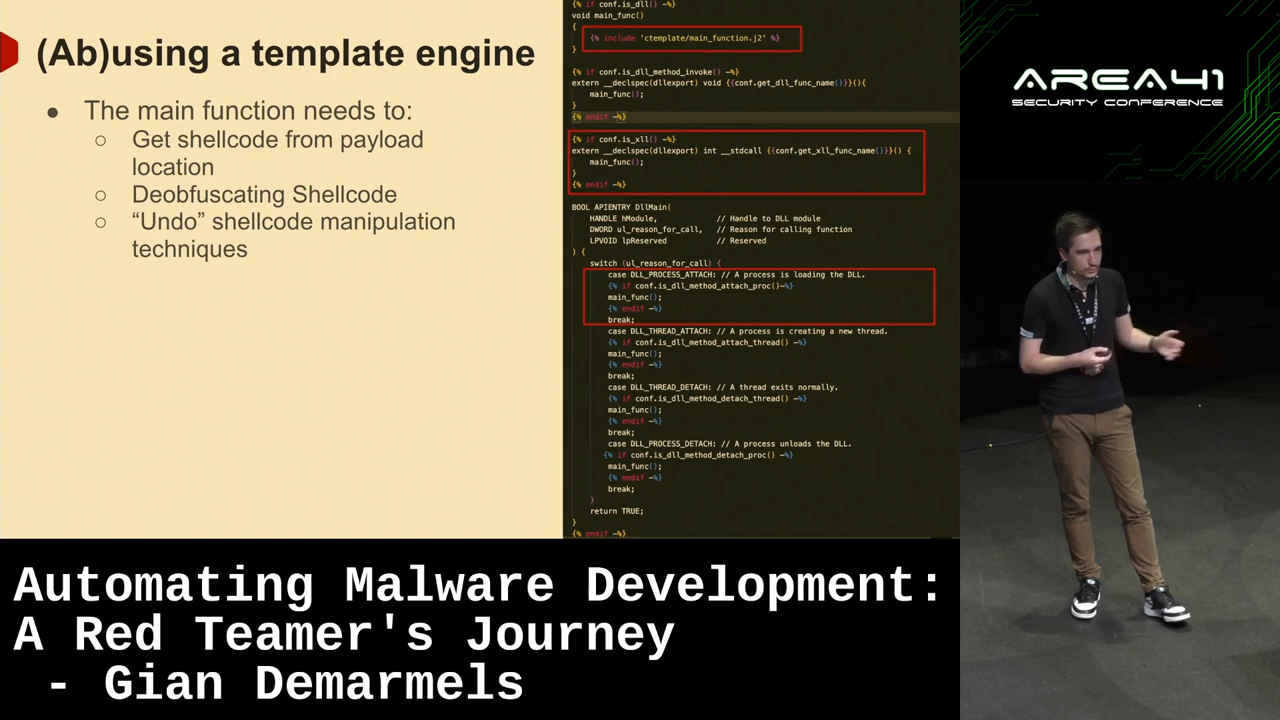 (Ab)using a template engine
● The main function needs to:
○ Get shellcode from payload
location
○ Deobfuscating Shellcode
○ “Undo” shellcode manipulation
techniques
{% if conf.is_dll() -%}
void main_func()
{
{% include 'ctemplate/main_function.j2' %}
}
{% if conf.is_dll_method_invoke() -%}
extern __declspec(dllexport) void {{conf.get_dll_func_name()}}(){
main_func();
}
{% endif -%}
{% if conf.is_xll() -%}
extern __declspec(dllexport) int __stdcall {{conf.get_xll_func_name()}}() {
main_func();
}
{% endif -%}
BOOL APIENTRY DllMain(
HANDLE hModule, // Handle to DLL module
DWORD ul_reason_for_call, // Reason for calling function
LPVOID lpReserved // Reserved
) {
switch (ul_reason_for_call) {
case DLL_PROCESS_ATTACH: // A process is loading the DLL.
{% if conf.is_dll_method_attach_proc()-%}
main_func();
{% endif -%}
break;
case DLL_THREAD_ATTACH: // A process is creating a new thread.
{% if conf.is_dll_method_attach_thread() -%}
main_func();
{% endif -%}
break;
case DLL_THREAD_DETACH: // A thread exits normally.
{% if conf.is_dll_method_detach_thread() -%}
main_func();
{% endif -%}
break;
case DLL_PROCESS_DETACH: // A process unloads the DLL.
{% if conf.is_dll_method_detach_proc() -%}
main_func();
{% endif -%}
break;
}
return TRUE;
}
{% endif -%}
AREA41
SECURITY CONFERENCE
Automating Malware Development:
A Red Teamer's Journey
- Gian Demarmels